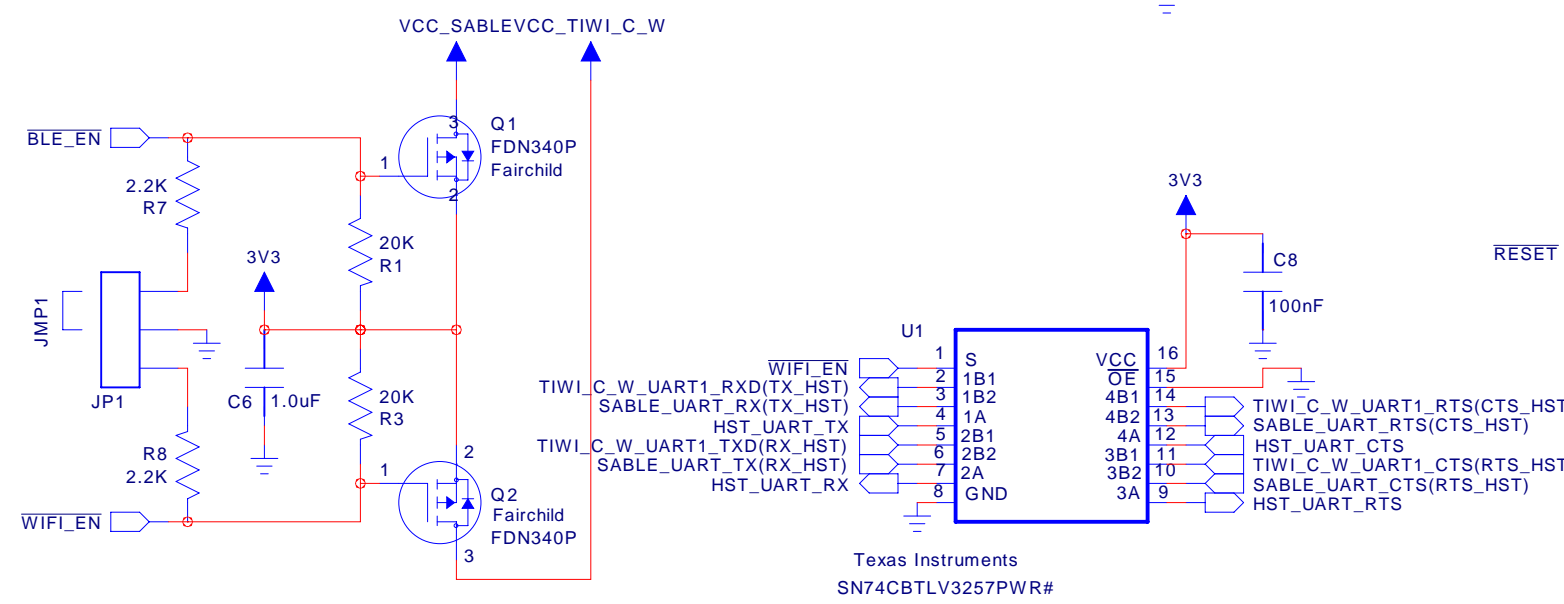 VCC_SABLEVCC_TIWI_C_W
BLE_EN
2.2K
R7
1
3
2
Q1
FDN340P
Fairchild
20K
R1
3V3
JMP1
JP1
C6
1.0uF
20K
R3
R8
2.2K
WIFI_EN
1
2
3
Q2
Fairchild
FDN340P
3V3
C8
100nF
RESET
U1
WIFI_EN 1 S
TIWI_C_W_UART1_RXD(TX_HST) 2 1B1
SABLE_UART_RX(TX_HST) 3 1B2
HST_UART_TX 4 1A
TIWI_C_W_UART1_TXD(RX_HST) 5 2B1
SABLE_UART_TX(RX_HST) 6 2B2
HST_UART_RX 7 2A
8 GND
VCC 16
OE 15
4B1 14 TIWI_C_W_UART1_RTS(CTS_HST
4B2 13 SABLE_UART_RTS(CTS_HST)
4A 12 HST_UART_CTS
3B1 11 TIWI_C_W_UART1_CTS(RTS_HST
3B2 10 SABLE_UART_CTS(RTS_HST)
3A 9 HST_UART_RTS
Texas Instruments
SN74CBTLV3257PWR#